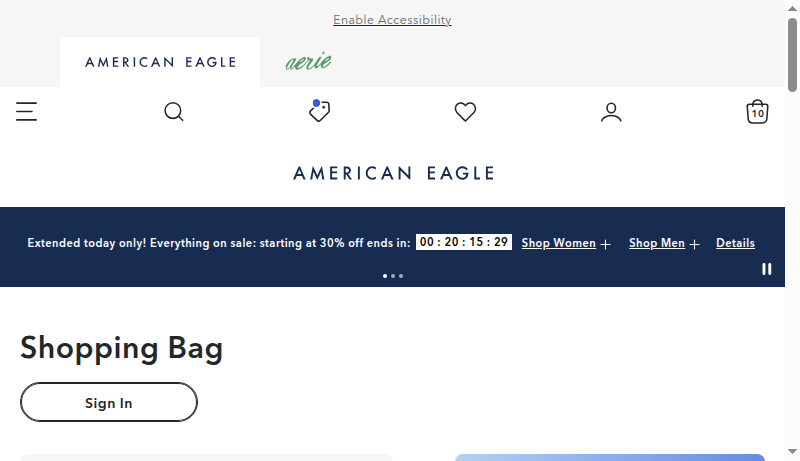 Enable Accessibility
AMERICAN EAGLE
aerie
10
AMERICAN EAGLE
Extended today only! Everything on sale: starting at 30% off ends in: 00 : 20 : 15 : 29 Shop Women + Shop Men + Details
Shopping Bag
Sign In